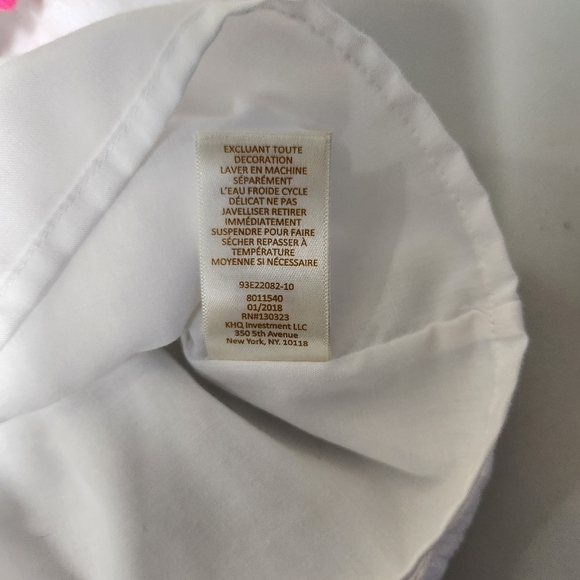 EXCLUANT TOUTE
DECORATION
LAVER EN MACHINE
SÉPARÉMENT
L'EAU FROIDE CYCLE
DÉLICAT NE PAS
JAVELLISER RETIRER
IMMÉDIATEMENT
SUSPENDRE POUR FAIRE
SÉCHER REPASSER À
TEMPÉRATURE
MOYENNE SI NÉCESSAIRE
93E22082-10
8011540
01/2018
RN#130323
KHQ Investment LLC
350 5th Avenue
New York, NY. 10118